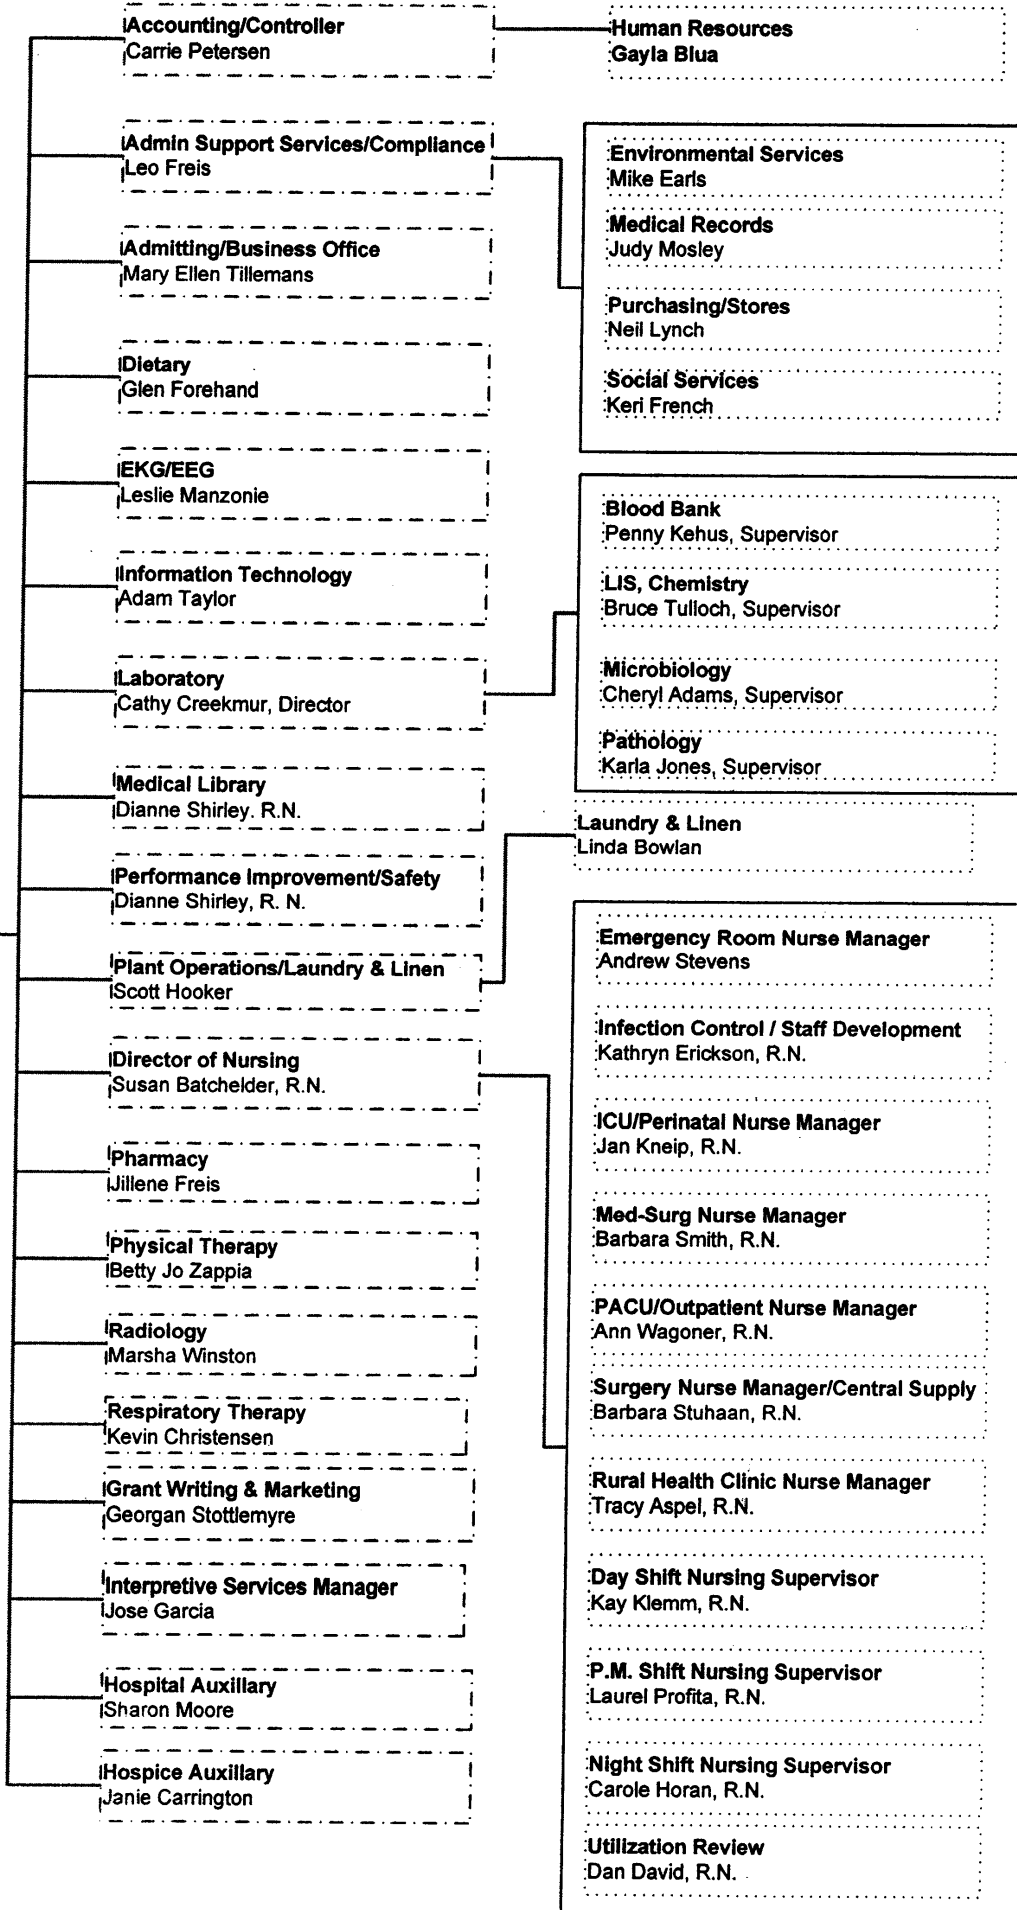 Accounting/Controller
Carrie Petersen
Human Resources
Gayla Blua
Admin Support Services/Compliance
Leo Freis
Environmental Services
Mike Earls
Medical Records
Judy Mosley
Purchasing/Stores
Neil Lynch
Social Services
Keri French
Admitting/Business Office
Mary Ellen Tillemans
Dietary
Glen Forehand
EKG/EEG
Leslie Manzonie
Information Technology
Adam Taylor
Laboratory
Cathy Creekmur, Director
Blood Bank
Penny Kehus, Supervisor
LIS, Chemistry
Bruce Tulloch, Supervisor
Microbiology
Cheryl Adams, Supervisor
Pathology
Karla Jones, Supervisor
Medical Library
Dianne Shirley. R.N.
Performance Improvement/Safety
Dianne Shirley, R. N.
Plant Operations/Laundry & Linen
Scott Hooker
Laundry & Linen
Linda Bowlan
Director of Nursing
Susan Batchelder, R.N.
Emergency Room Nurse Manager
Andrew Stevens
Infection Control / Staff Development
Kathryn Erickson, R.N.
ICU/Perinatal Nurse Manager
Jan Kneip, R.N.
Med-Surg Nurse Manager
Barbara Smith, R.N.
PACU/Outpatient Nurse Manager
Ann Wagoner, R.N.
Surgery Nurse Manager/Central Supply
Barbara Stuhaan, R.N.
Rural Health Clinic Nurse Manager
Tracy Aspel, R.N.
Day Shift Nursing Supervisor
Kay Klemm, R.N.
P.M. Shift Nursing Supervisor
Laurel Profita, R.N.
Night Shift Nursing Supervisor
Carole Horan, R.N.
Utilization Review
Dan David, R.N.
Pharmacy
Jillene Freis
Physical Therapy
Betty Jo Zappia
Radiology
Marsha Winston
Respiratory Therapy
Kevin Christensen
Grant Writing & Marketing
Georgan Stottlemyre
Interpretive Services Manager
Jose Garcia
Hospital Auxillary
Sharon Moore
Hospice Auxillary
Janie Carrington